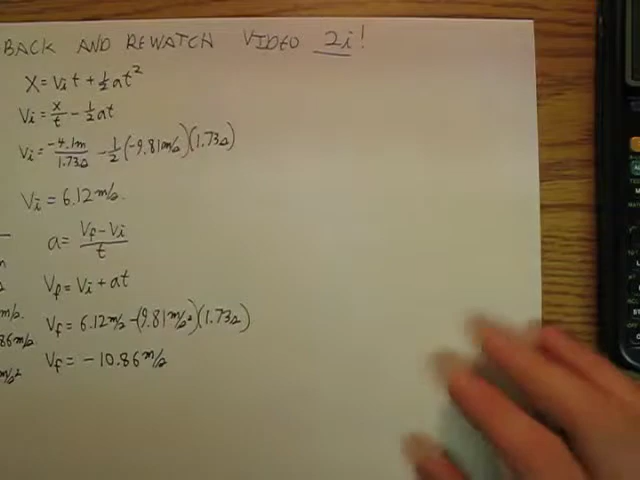 BACK AND REWATCH VIDEO 2i!
X = Vit + ½at²
Vi = x/t - ½at
Vi = -4.1m/1.73s - ½(-9.81m/s²)(1.73s)
Vi = 6.12m/s.
a = Vf - Vi / t
Vf = Vi + at
Vf = 6.12m/s - (9.81m/s²)(1.73s)
Vf = -10.86m/s